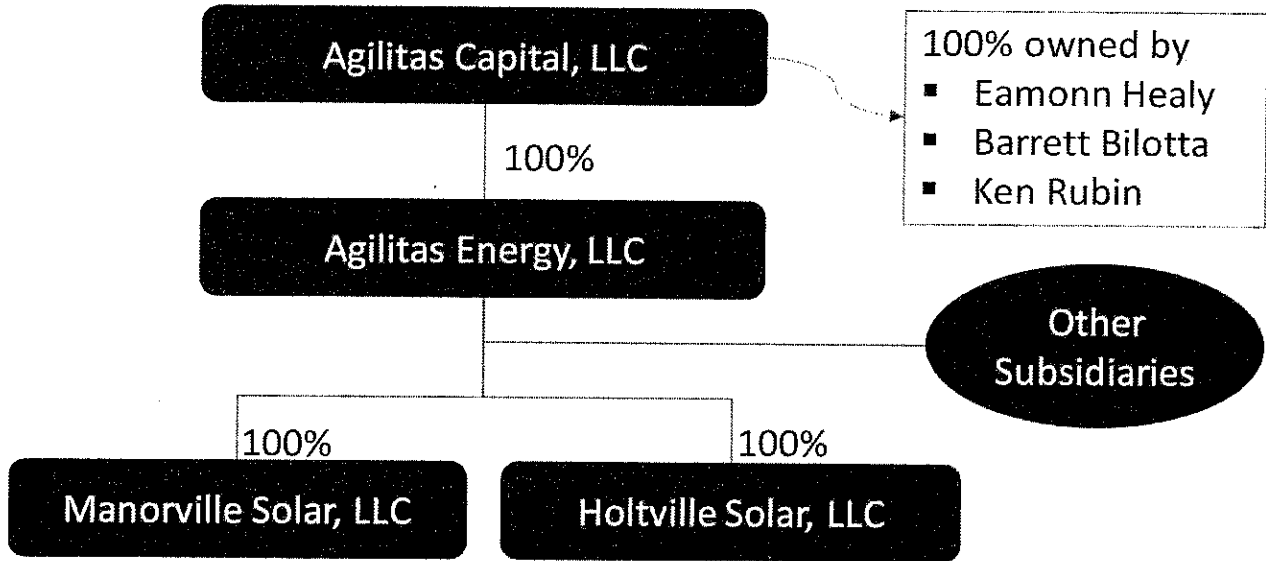 Agilitas Capital, LLC
100% owned by
▪ Eamonn Healy
▪ Barrett Bilotta
▪ Ken Rubin
100%
Agilitas Energy, LLC
Other
Subsidiaries
100%
100%
Manorville Solar, LLC
Holtville Solar, LLC